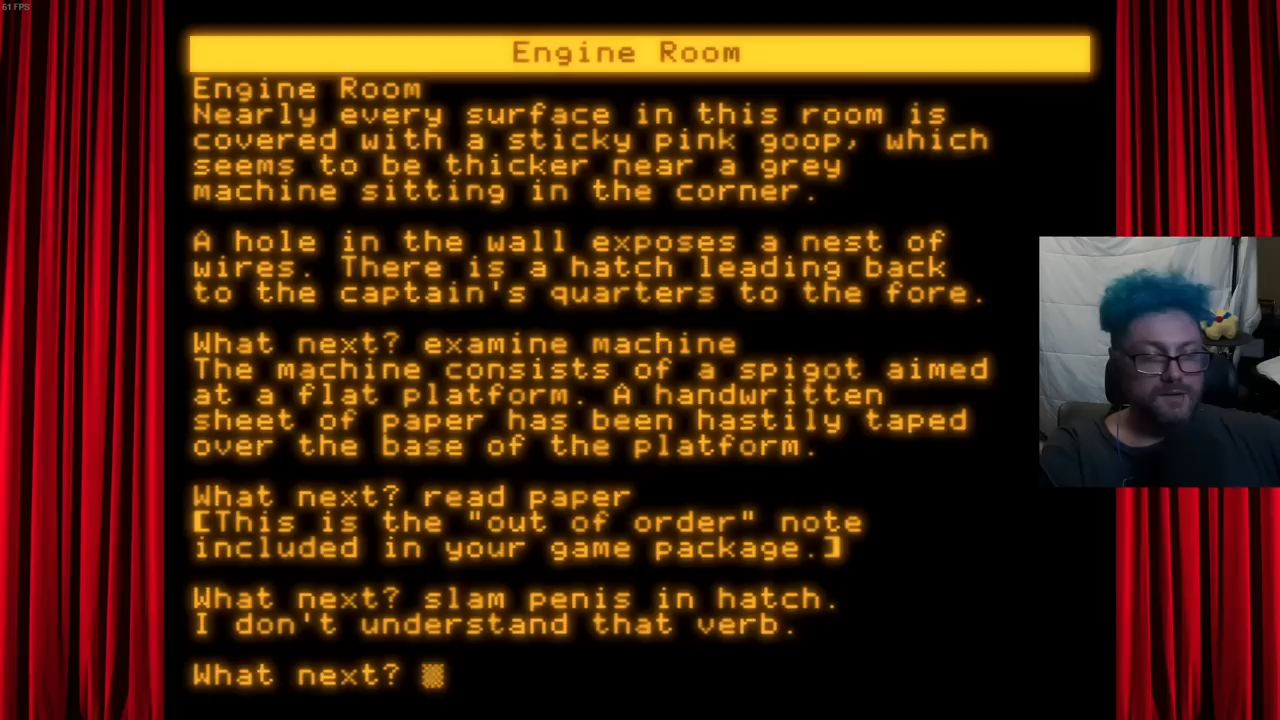 61 FPS
Engine Room
Engine Room
Nearly every surface in this room is
covered with a sticky pink goop, which
seems to be thicker near a grey
machine sitting in the corner.
A hole in the wall exposes a nest of
wires. There is a hatch leading back
to the captain's quarters to the fore.
What next? examine machine
The machine consists of a spigot aimed
at a flat platform. A handwritten
sheet of paper has been hastily taped
over the base of the platform.
What next? read paper
[This is the "out of order" note
included in your game package.]
What next? slam penis in hatch.
I don't understand that verb.
What next?